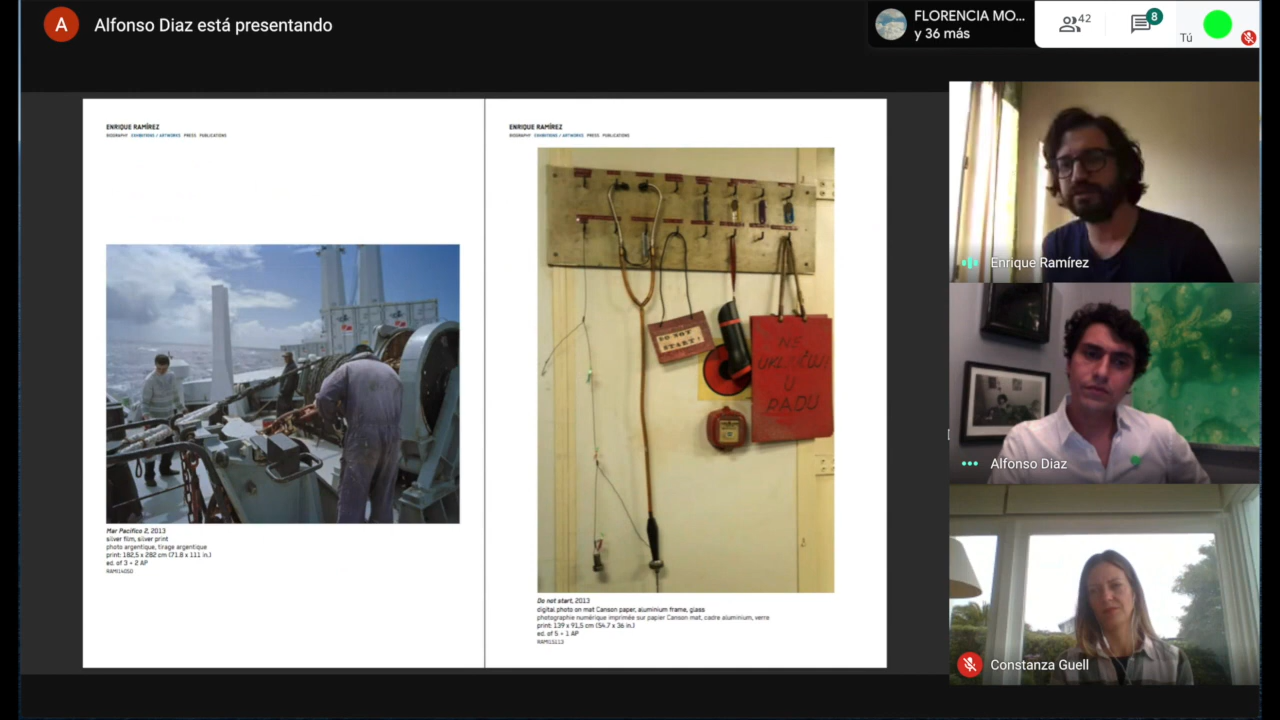 A
Alfonso Diaz está presentando
FLORENCIA MO...
y 36 más
42
8
Tú
ENRIQUE RAMÍREZ
BIOGRAPHY EXHIBITIONS / ARTWORKS PRESS PUBLICATIONS
Mar Pacifico 2, 2013
silver film, silver print
photo argentique, tirage argentique
print: 182,5 x 282 cm (71.8 x 111 in.)
ed. of 3 + 2 AP
RAMI14050
ENRIQUE RAMÍREZ
BIOGRAPHY EXHIBITIONS / ARTWORKS PRESS PUBLICATIONS
DO NOT
START!
NE
UKLJUČUJ
U
RADU
Do not start, 2013
digital photo on mat Canson paper, aluminium frame, glass
photographie numérique imprimée sur papier Canson mat, cadre aluminium, verre
print: 139 x 91,5 cm (54.7 x 36 in.)
ed. of 5 + 1 AP
RAMI15113
Enrique Ramírez
Alfonso Diaz
Constanza Guell